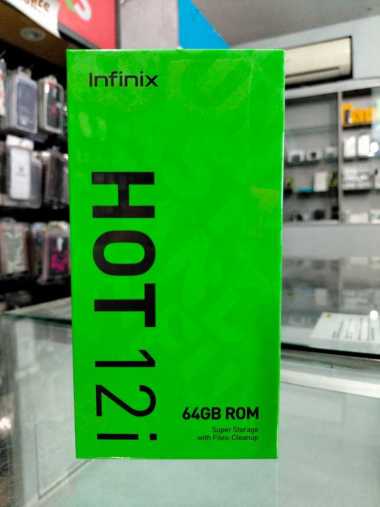 Infinix
HOT 12i
64GB ROM
Super Storage
with Files Cleanup